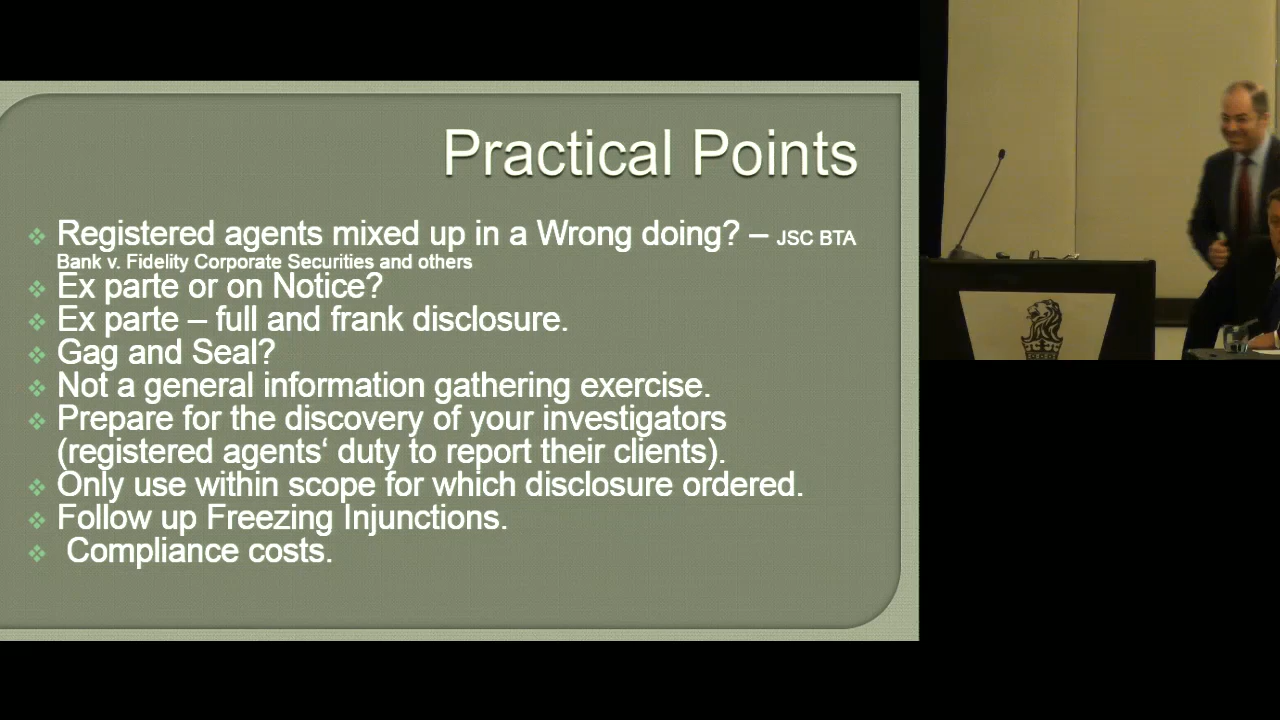 Practical Points
Registered agents mixed up in a Wrong doing? – JSC BTA
Bank v. Fidelity Corporate Securities and others
Ex parte or on Notice?
Ex parte – full and frank disclosure.
Gag and Seal?
Not a general information gathering exercise.
Prepare for the discovery of your investigators
(registered agents‘ duty to report their clients).
Only use within scope for which disclosure ordered.
Follow up Freezing Injunctions.
Compliance costs.